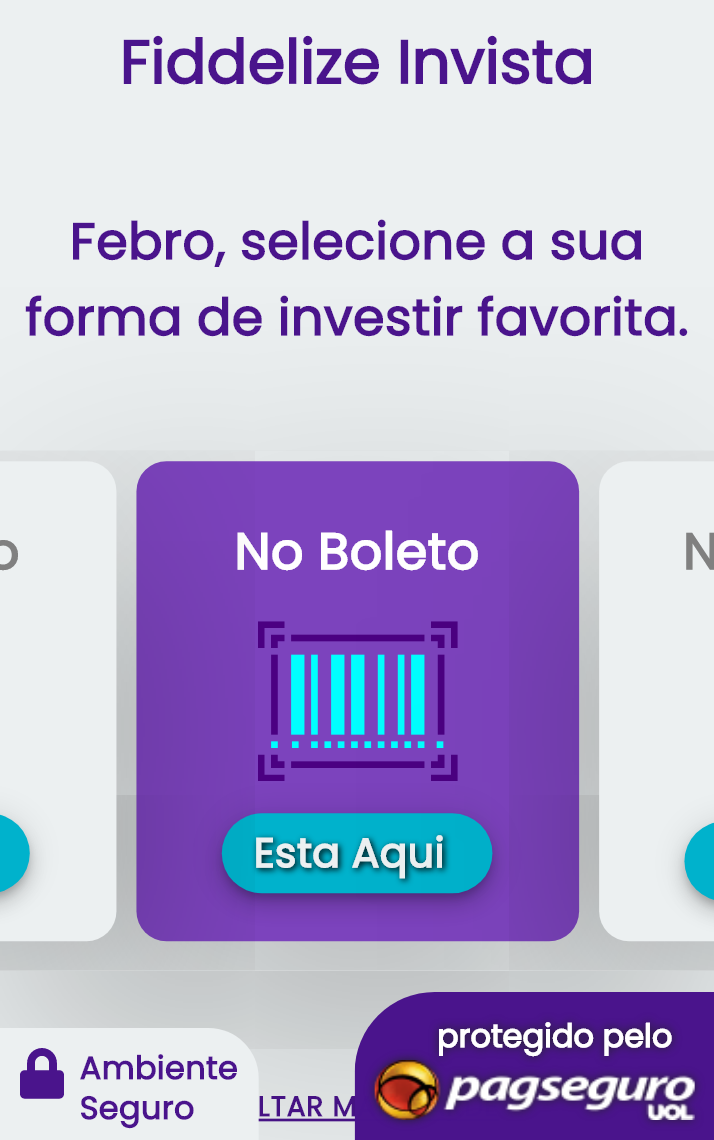 Fiddelize Invista
Febro, selecione a sua
forma de investir favorita.
No Boleto
Esta Aqui
protegido pelo
pagseguro
UOL
Ambiente
Seguro
LTAR M